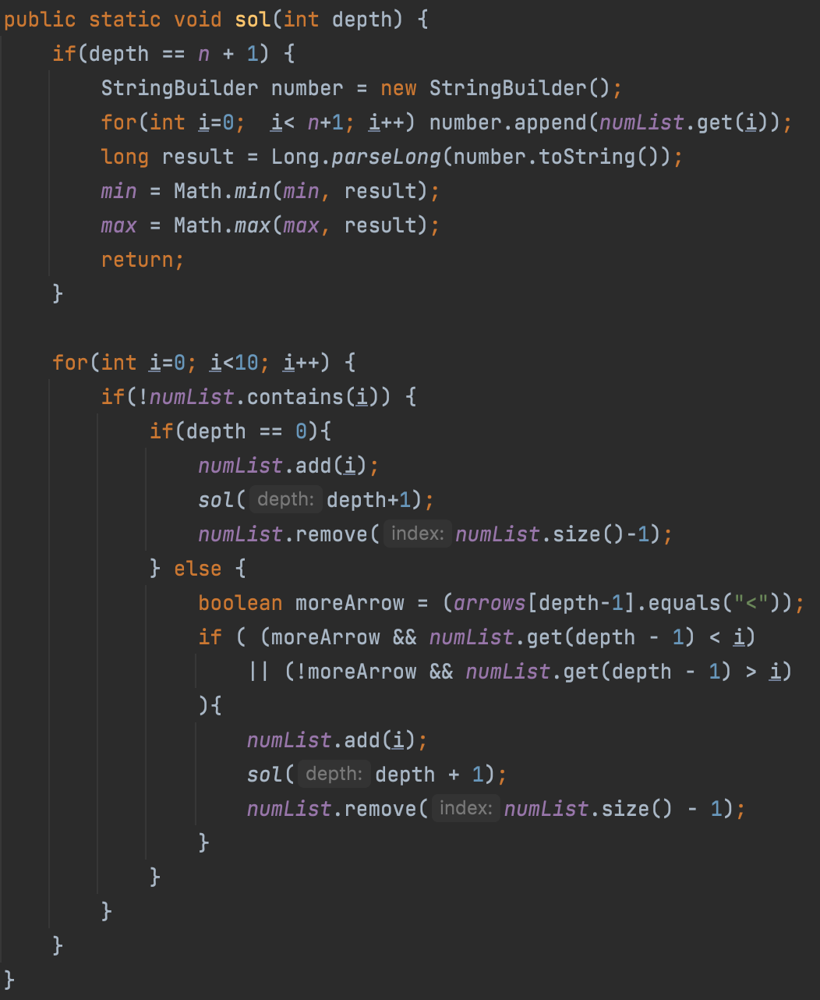 public static void sol(int depth) {
    if(depth == n + 1) {
        StringBuilder number = new StringBuilder();
        for(int i=0;  i< n+1; i++) number.append(numList.get(i));
        long result = Long.parseLong(number.toString());
        min = Math.min(min, result);
        max = Math.max(max, result);
        return;
    }

    for(int i=0; i<10; i++) {
        if(!numList.contains(i)) {
            if(depth == 0){
                numList.add(i);
                sol( depth: depth+1);
                numList.remove( index: numList.size()-1);
            } else {
                boolean moreArrow = (arrows[depth-1].equals("<"));
                if ( (moreArrow && numList.get(depth - 1) < i)
                    || (!moreArrow && numList.get(depth - 1) > i)
                ){
                    numList.add(i);
                    sol( depth: depth + 1);
                    numList.remove( index: numList.size() - 1);
                }
            }
        }
    }
}